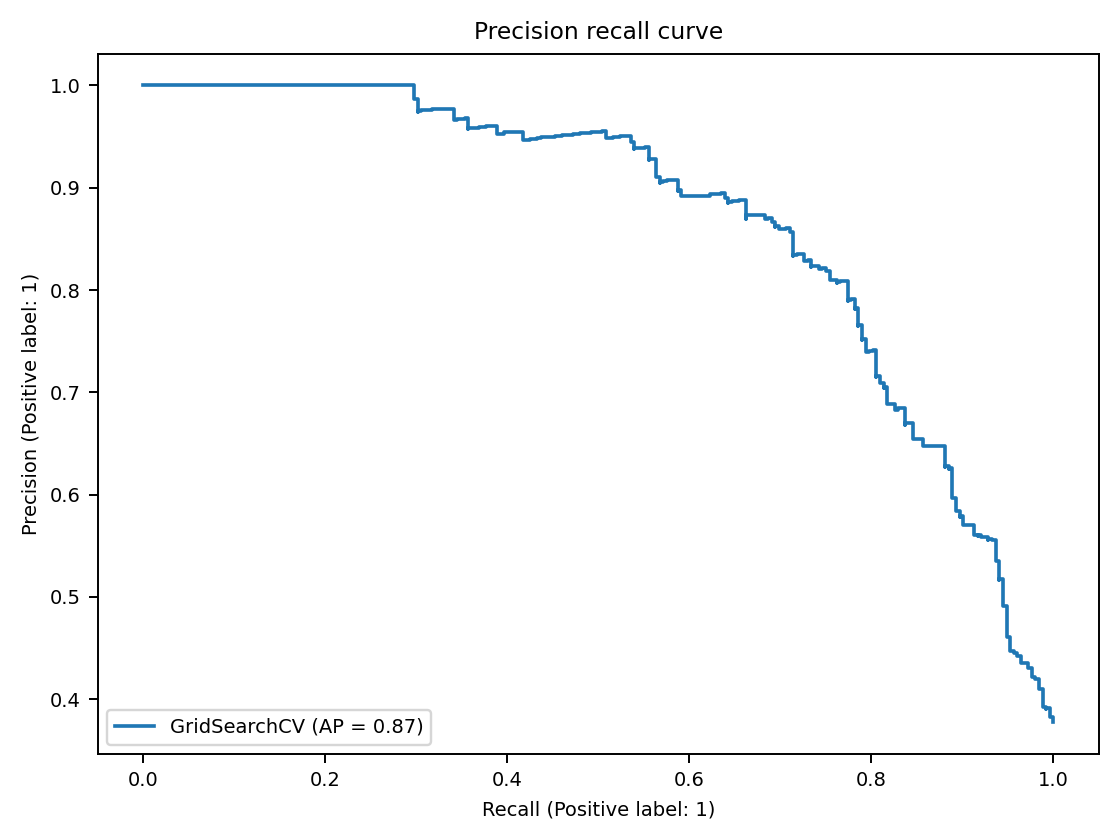 Precision recall curve
Precision (Positive label: 1)
1.0
0.9
0.8
0.7
0.6
0.5
0.4
GridSearchCV (AP = 0.87)
0.0 0.2 0.4 0.6 0.8 1.0
Recall (Positive label: 1)